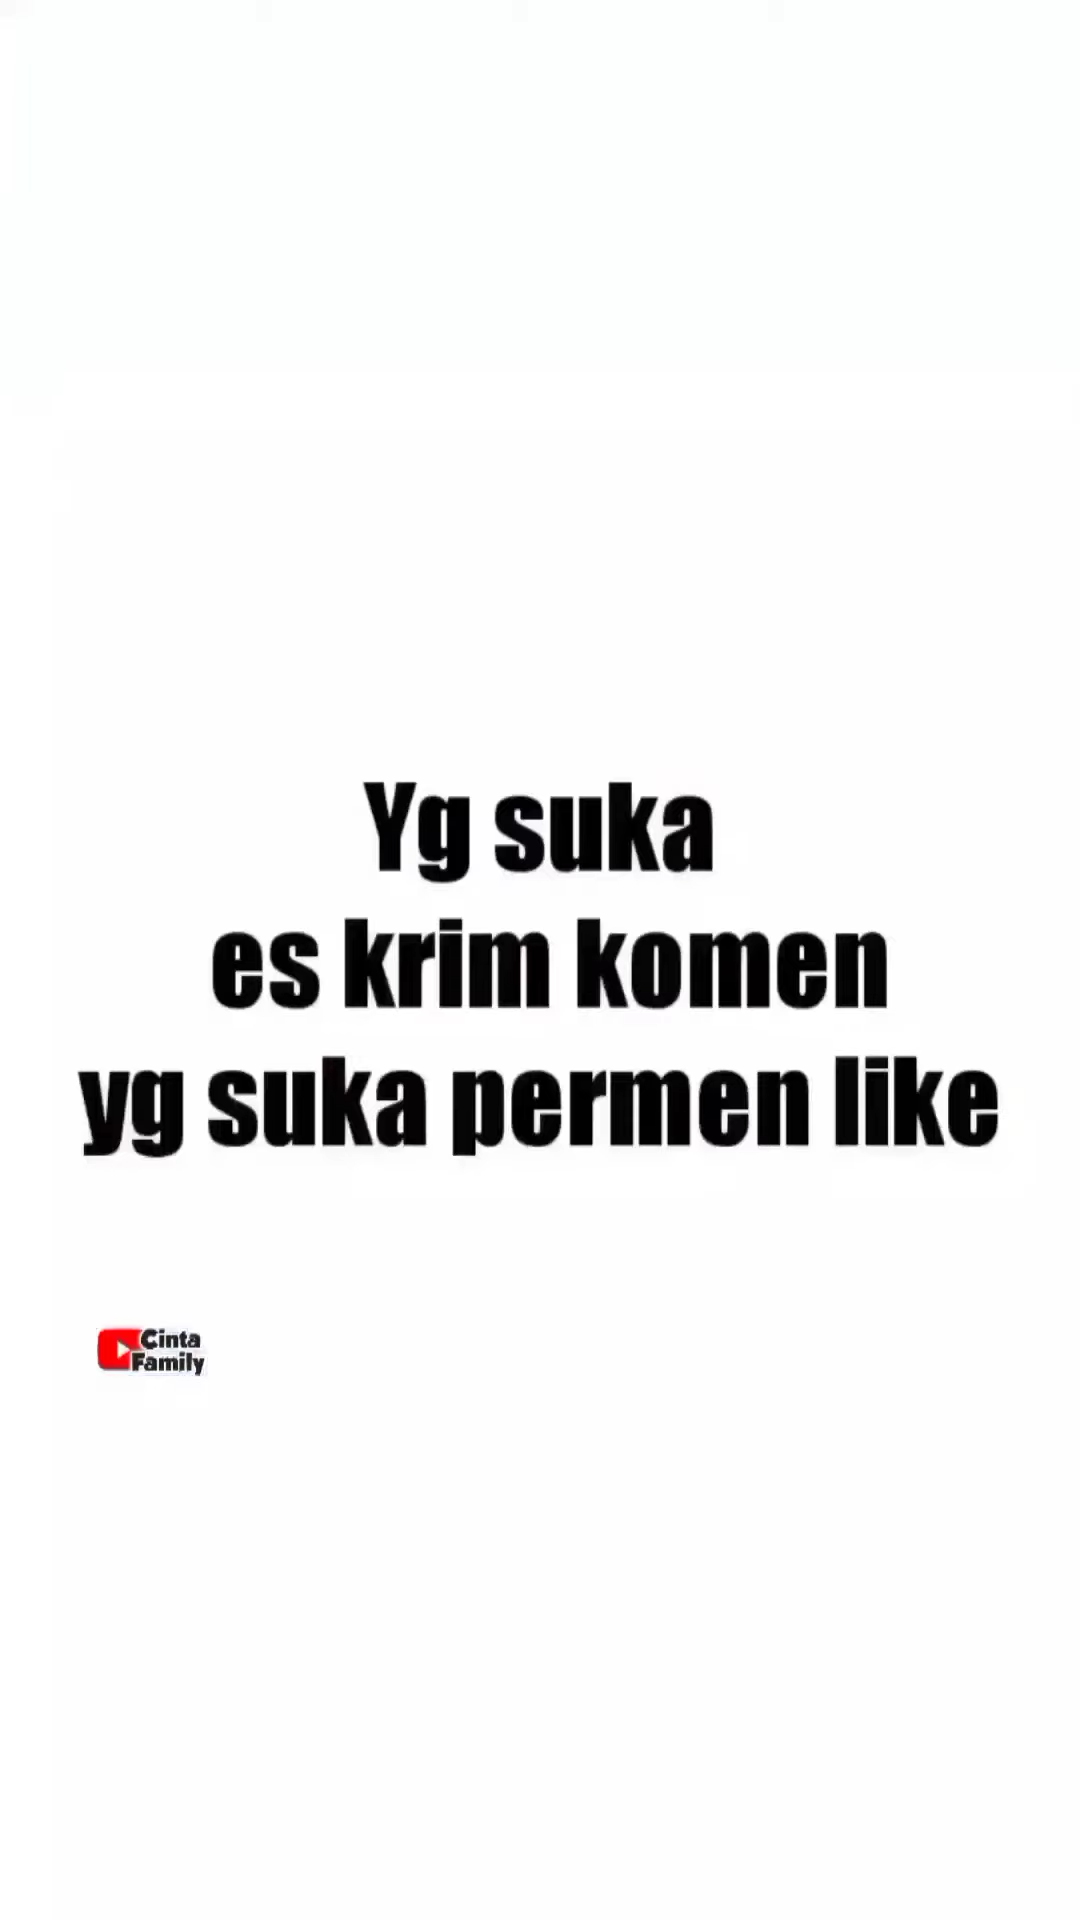 Yg suka
es krim komen
yg suka permen like
Cinta
Family